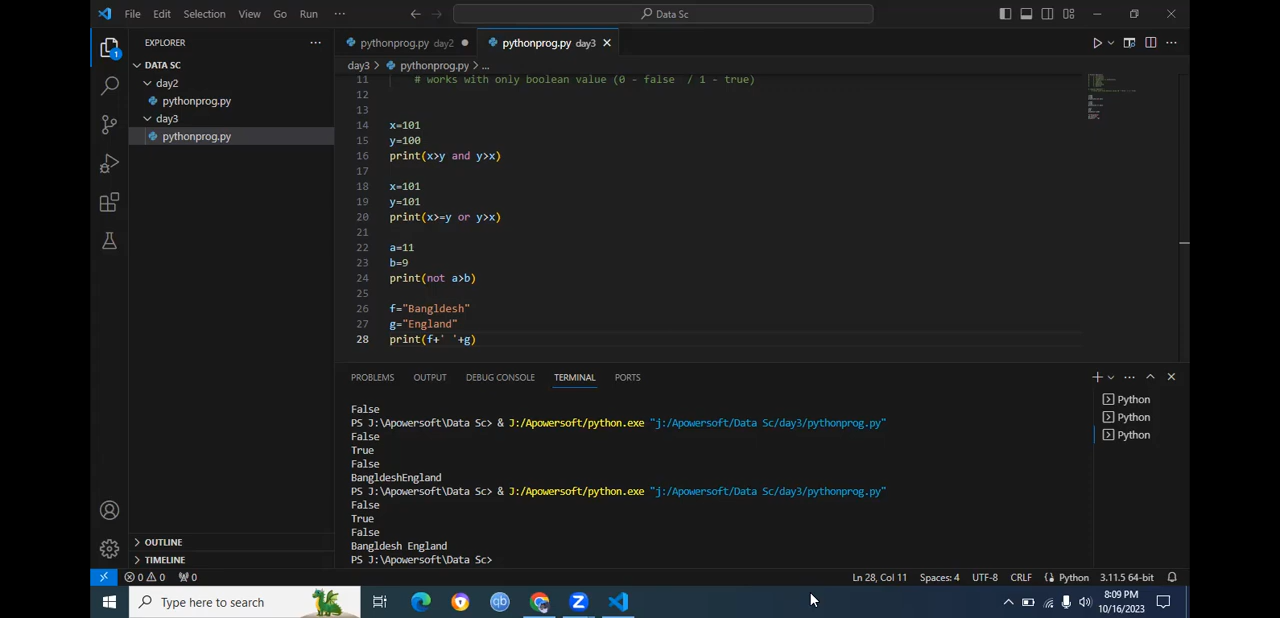 File Edit Selection View Go Run ··· Data Sc
EXPLORER ···
pythonprog.py day2 ●
pythonprog.py day3
DATA SC
day2
pythonprog.py
day3
pythonprog.py
day3 > pythonprog.py > ...
11 # works with only boolean value (0 - false / 1 - true)
12
13
14 x=101
15 y=100
16 print(x>y and y>x)
17
18 x=101
19 y=101
20 print(x>=y or y>x)
21
22 a=11
23 b=9
24 print(not a>b)
25
26 f="Bangldesh"
27 g="England"
28 print(f+' '+g)
PROBLEMS OUTPUT DEBUG CONSOLE TERMINAL PORTS
False
PS J:\Apowersoft\Data Sc> & J:/Apowersoft/python.exe "j:/Apowersoft/Data Sc/day3/pythonprog.py"
False
True
False
BangldeshEngland
PS J:\Apowersoft\Data Sc> & J:/Apowersoft/python.exe "j:/Apowersoft/Data Sc/day3/pythonprog.py"
False
True
False
Bangldesh England
PS J:\Apowersoft\Data Sc>
Python
Python
Python
OUTLINE
TIMELINE
0 0 0 Ln 28, Col 11 Spaces: 4 UTF-8 CRLF Python 3.11.5 64-bit
Type here to search
8:09 PM
10/16/2023